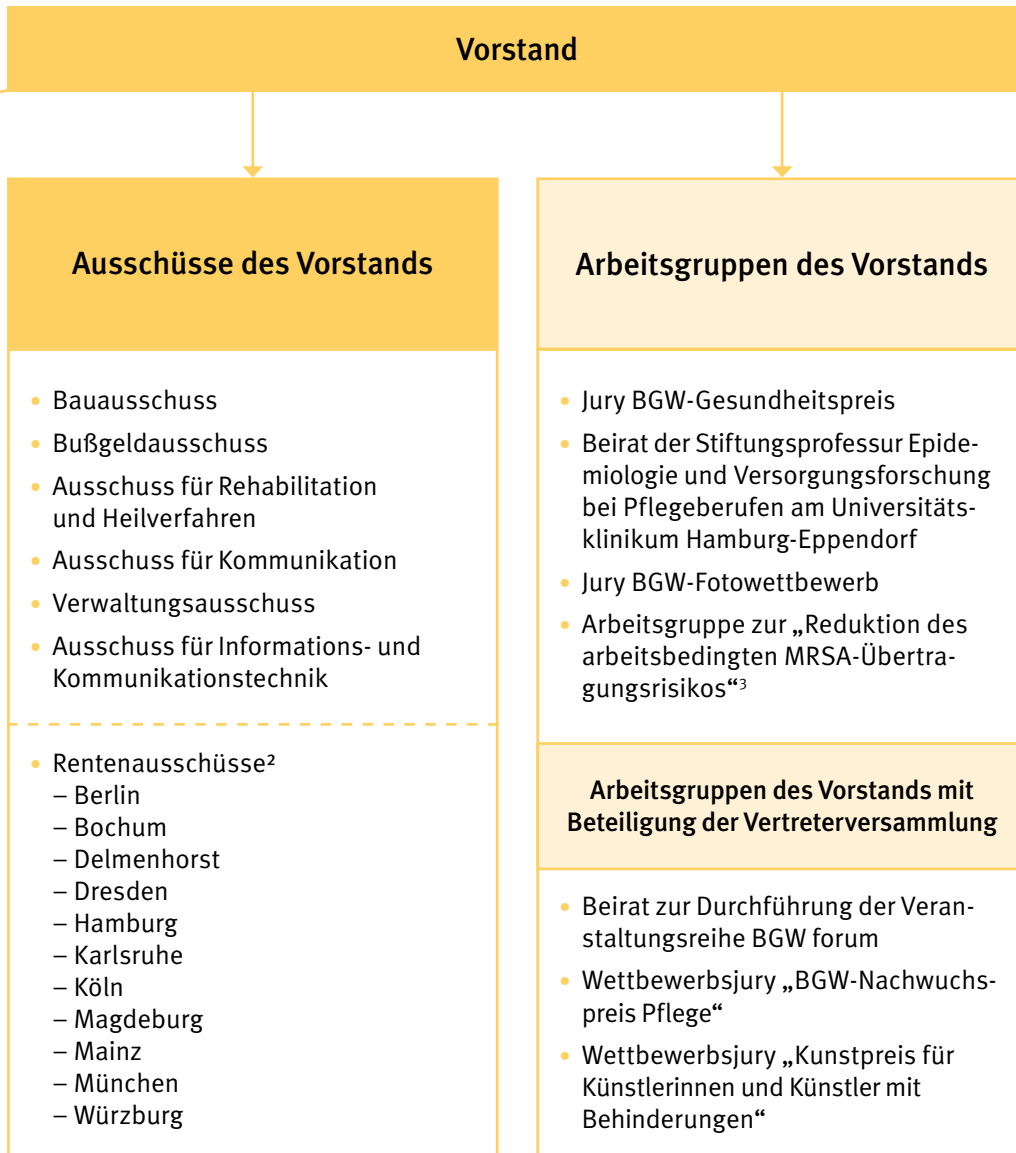 Vorstand
Ausschüsse des Vorstands
• Bauausschuss
• Bußgeldausschuss
• Ausschuss für Rehabilitation
und Heilverfahren
• Ausschuss für Kommunikation
• Verwaltungsausschuss
• Ausschuss für Informations- und
Kommunikationstechnik
• Rentenausschüsse²
– Berlin
– Bochum
– Delmenhorst
– Dresden
– Hamburg
– Karlsruhe
– Köln
– Magdeburg
– Mainz
– München
– Würzburg
Arbeitsgruppen des Vorstands
• Jury BGW-Gesundheitspreis
• Beirat der Stiftungsprofessur Epide-
miologie und Versorgungsforschung
bei Pflegeberufen am Universitäts-
klinikum Hamburg-Eppendorf
• Jury BGW-Fotowettbewerb
• Arbeitsgruppe zur „Reduktion des
arbeitsbedingten MRSA-Übertra-
gungsrisikos“³
Arbeitsgruppen des Vorstands mit
Beteiligung der Vertreterversammlung
• Beirat zur Durchführung der Veran-
staltungsreihe BGW forum
• Wettbewerbsjury „BGW-Nachwuchs-
preis Pflege“
• Wettbewerbsjury „Kunstpreis für
Künstlerinnen und Künstler mit
Behinderungen“